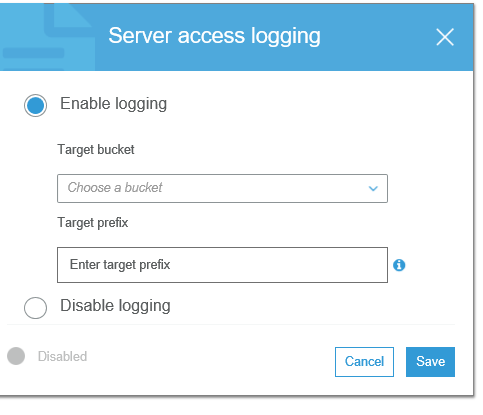 Server access logging
Enable logging
Target bucket
Choose a bucket
Target prefix
Enter target prefix
Disable logging
Disabled
Cancel
Save